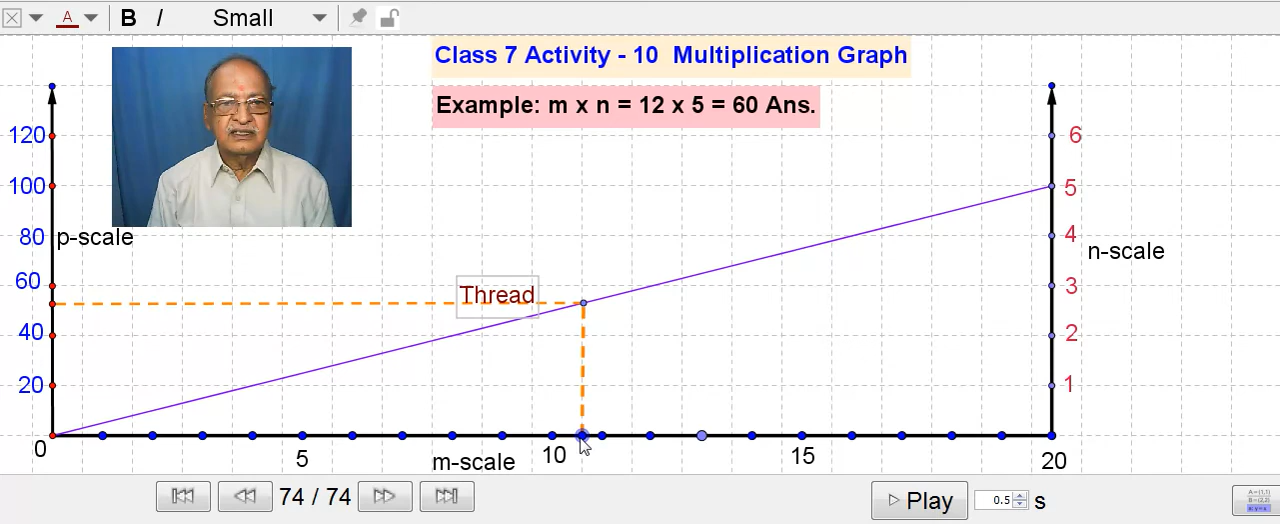 A B I Small
Class 7 Activity - 10 Multiplication Graph
Example: m x n = 12 x 5 = 60 Ans.
120
100
80
60
40
20
0
p-scale
Thread
6
5
4
3
2
1
n-scale
5
m-scale
10
15
20
74 / 74
Play
0.5
s